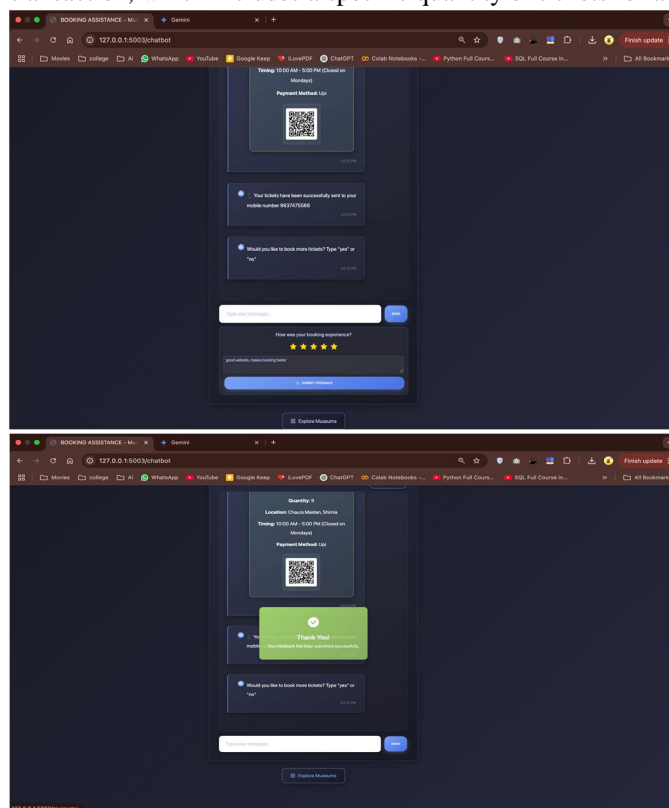 BOOKING ASSISTANCE - Mu
Gemini
127.0.0.1:5003/chatbot
Finish update
Movies
college
AI
WhatsApp
YouTube
Google Keep
iLovePDF
ChatGPT
Colab Notebooks -...
Python Full Cours...
SQL Full Course in...
All Bookmark
Timing: 10:00 AM - 5:00 PM (Closed on
Mondays)
Payment Method: Upi
Your tickets have been successfully sent to your
mobile number 9837475566
Would you like to book more tickets? Type "yes" or
"no"
Type your message...
SEND
How was your booking experience?
good website, makes booking faster
SUBMIT FEEDBACK
Explore Museums
BOOKING ASSISTANCE - Mu
Gemini
127.0.0.1:5003/chatbot
Finish update
Movies
college
AI
WhatsApp
YouTube
Google Keep
iLovePDF
ChatGPT
Colab Notebooks -...
Python Full Cours...
SQL Full Course in...
All Bookmark
Quantity: 9
Location: Chaura Maidan, Shimla
Timing: 10:00 AM - 5:00 PM (Closed on
Mondays)
Payment Method: Upi
Thank You!
Your feedback has been submitted successfully.
Would you like to book more tickets? Type "yes" or
"no"
Type your message...
SEND
Explore Museums